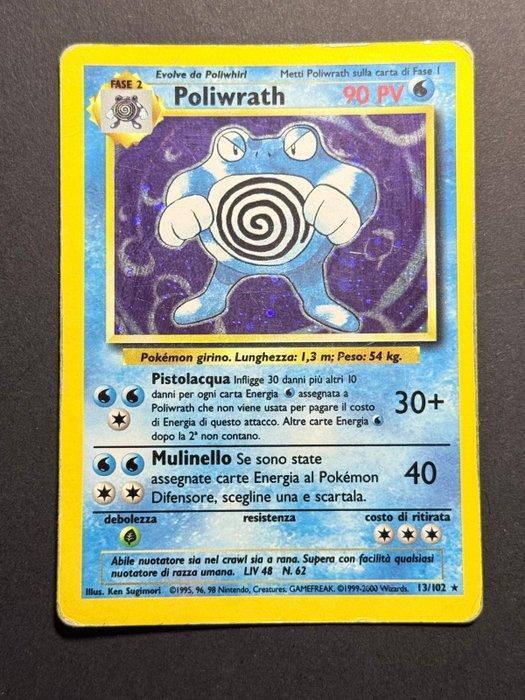 Evolve da Poliwhirl Metti Poliwrath sulla carta di Fase 1
FASE 2
Poliwrath 90 PV
Pokémon girino. Lunghezza: 1,3 m; Peso: 54 kg.
Pistolacqua Infligge 30 danni più altri 10
danni per ogni carta Energia assegnata a
Poliwrath che non viene usata per pagare il costo
di Energia di questo attacco. Altre carte Energia
dopo la 2ª non contano.
30+
Mulinello Se sono state
assegnate carte Energia al Pokémon
Difensore, scegline una e scartala.
40
debolezza resistenza costo di ritirata
Abile nuotatore sia nel crawl sia a rana. Supera con facilità qualsiasi
nuotatore di razza umana. LIV 48 N. 62
Illus. Ken Sugimori ©1995, 96, 98 Nintendo, Creatures, GAMEFREAK. ©1999-2000 Wizards. 13/102 ★